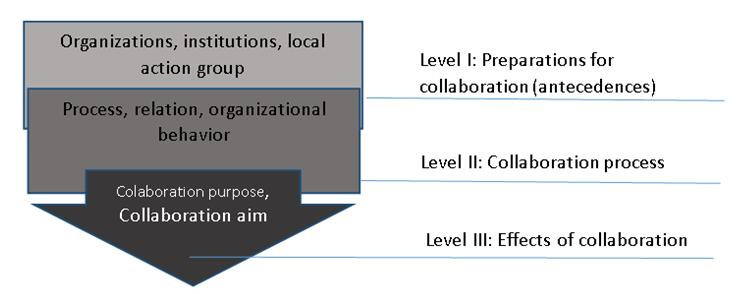 Organizations, institutions, local
action group
Process, relation, organizational
behavior
Colaboration purpose,
Collaboration aim
Level I: Preparations for
collaboration (antecedences)
Level II: Collaboration process
Level III: Effects of collaboration